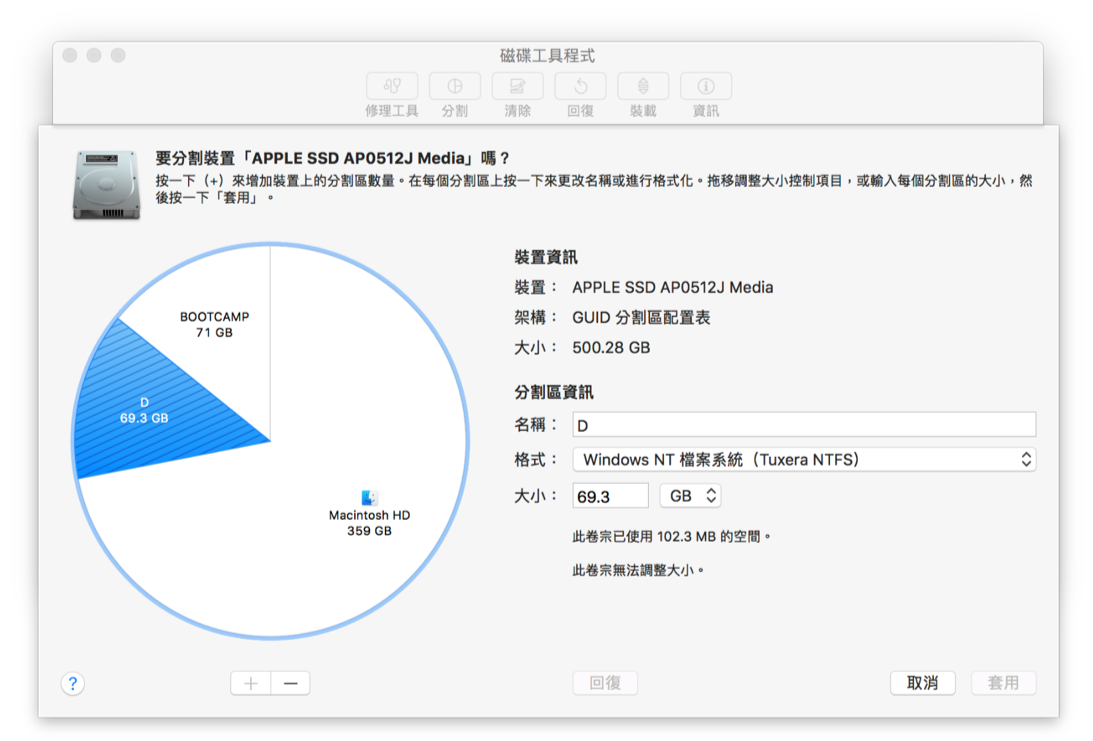 磁碟工具程式
修理工具 分割 清除 回復 裝載 資訊
要分割裝置「APPLE SSD AP0512J Media」嗎？
按一下（+）來增加裝置上的分割區數量。在每個分割區上按一下來更改名稱或進行格式化。拖移調整大小控制項目，或輸入每個分割區的大小，然
後按一下「套用」。
BOOTCAMP
71 GB
D
69.3 GB
Macintosh HD
359 GB
裝置資訊
裝置： APPLE SSD AP0512J Media
架構： GUID 分割區配置表
大小： 500.28 GB
分割區資訊
名稱： D
格式： Windows NT 檔案系統（Tuxera NTFS）
大小： 69.3 GB
此卷宗已使用 102.3 MB 的空間。
此卷宗無法調整大小。
? + − 回復 取消 套用